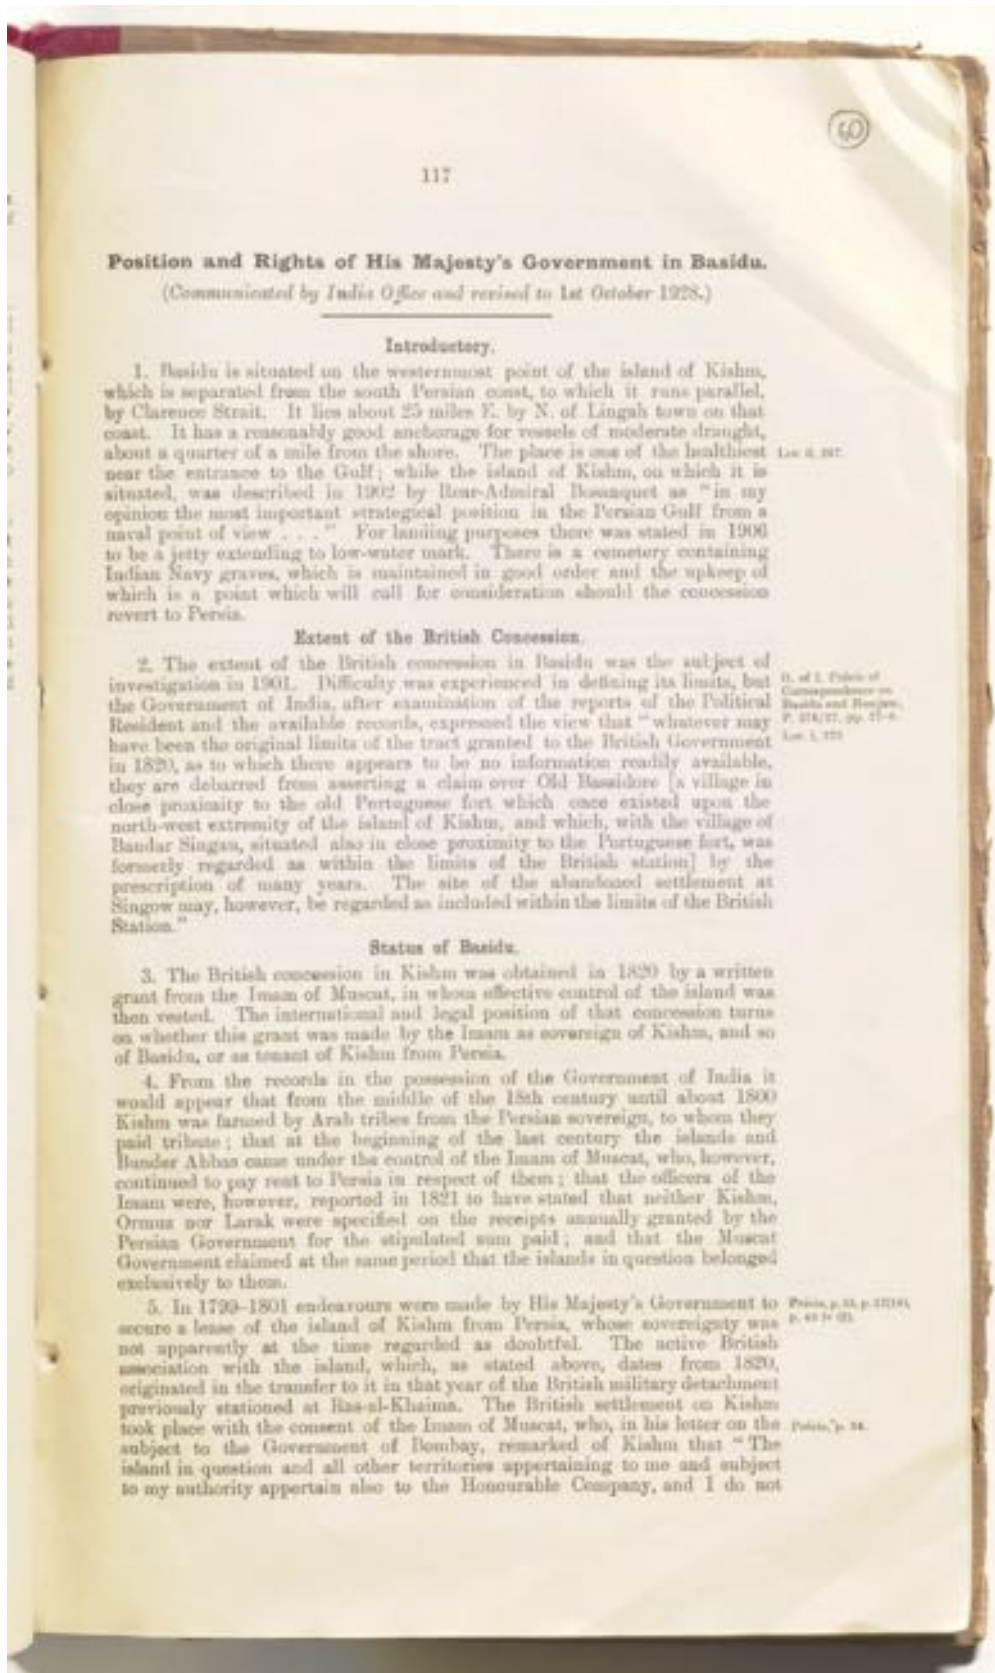 60
117
Position and Rights of His Majesty's Government in Basidu.
(Communicated by India Office and revised to 1st October 1928.)
Introductory.
1. Basidu is situated on the westernmost point of the island of Kishm,
which is separated from the south Persian coast, to which it runs parallel,
by Clarence Strait. It lies about 25 miles E. by N. of Lingah town on that
coast. It has a reasonably good anchorage for vessels of moderate draught,
about a quarter of a mile from the shore. The place is one of the healthiest
near the entrance to the Gulf; while the island of Kishm, on which it is
situated, was described in 1902 by Rear-Admiral Bosanquet as "in my
opinion the most important strategical position in the Persian Gulf from a
naval point of view . . ." For landing purposes there was stated in 1906
to be a jetty extending to low-water mark. There is a cemetery containing
Indian Navy graves, which is maintained in good order and the upkeep of
which is a point which will call for consideration should the concession
revert to Persia.
Extent of the British Concession.
2. The extent of the British concession in Basidu was the subject of
investigation in 1901. Difficulty was experienced in defining its limits, but
the Government of India, after examination of the reports of the Political
Resident and the available records, expressed the view that "whatever may
have been the original limits of the tract granted to the British Government
in 1820, as to which there appears to be no information readily available,
they are debarred from asserting a claim over Old Bassidore [a village in
close proximity to the old Portuguese fort which once existed upon the
north-west extremity of the island of Kishm, and which, with the village of
Bandar Singau, situated also in close proximity to the Portuguese fort, was
formerly regarded as within the limits of the British station] by the
prescription of many years. The site of the abandoned settlement at
Singow may, however, be regarded as included within the limits of the British
Station."
Status of Basidu.
3. The British concession in Kishm was obtained in 1820 by a written
grant from the Imam of Muscat, in whom effective control of the island was
then vested. The international and legal position of that concession turns
on whether this grant was made by the Imam as sovereign of Kishm, and so
of Basidu, or as tenant of Kishm from Persia.
4. From the records in the possession of the Government of India it
would appear that from the middle of the 18th century until about 1800
Kishm was farmed by Arab tribes from the Persian sovereign, to whom they
paid tribute; that at the beginning of the last century the islands and
Bunder Abbas came under the control of the Imam of Muscat, who, however,
continued to pay rent to Persia in respect of them; that the officers of the
Imam were, however, reported in 1821 to have stated that neither Kishm,
Ormuz nor Larak were specified on the receipts annually granted by the
Persian Government for the stipulated sum paid; and that the Muscat
Government claimed at the same period that the islands in question belonged
exclusively to them.
5. In 1799-1801 endeavours were made by His Majesty's Government to
secure a lease of the island of Kishm from Persia, whose sovereignty was
not apparently at the time regarded as doubtful. The active British
association with the island, which, as stated above, dates from 1820,
originated in the transfer to it in that year of the British military detachment
previously stationed at Ras-al-Khaima. The British settlement on Kishm
took place with the consent of the Imam of Muscat, who, in his letter on the
subject to the Government of Bombay, remarked of Kishm that "The
island in question and all other territories appertaining to me and subject
to my authority appertain also to the Honourable Company, and I do not